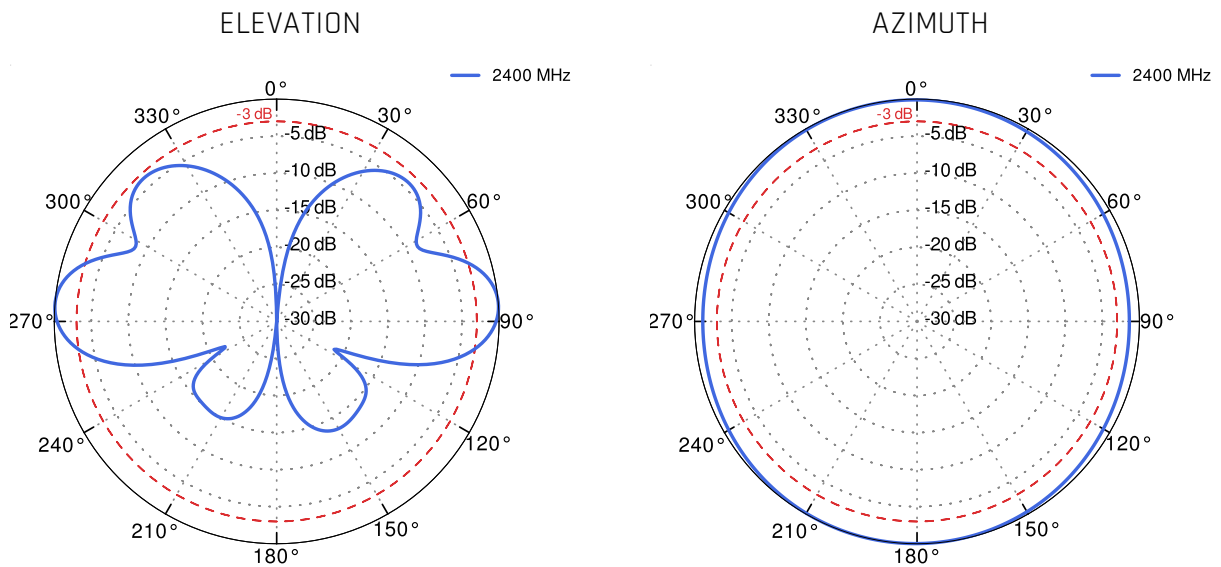 ELEVATION
2400 MHz
0°
330°
-3 dB
30°
-5 dB
-10 dB
300°
-15 dB
60°
-20 dB
-25 dB
270°
-30 dB
90°
240°
120°
210°
150°
180°
AZIMUTH
2400 MHz
0°
330°
-3 dB
30°
-5 dB
-10 dB
300°
-15 dB
60°
-20 dB
-25 dB
270°
-30 dB
90°
240°
120°
210°
150°
180°